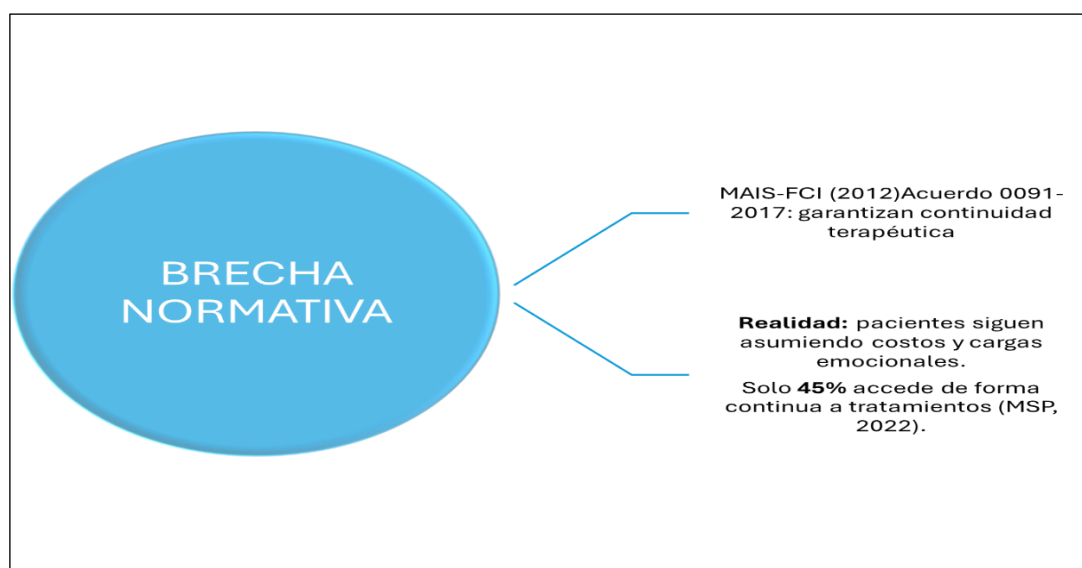 BRECHA
NORMATIVA
MAIS-FCI (2012)Acuerdo 0091-
2017: garantizan continuidad
terapéutica
Realidad: pacientes siguen
asumiendo costos y cargas
emocionales.
Solo 45% accede de forma
continua a tratamientos (MSP,
2022).